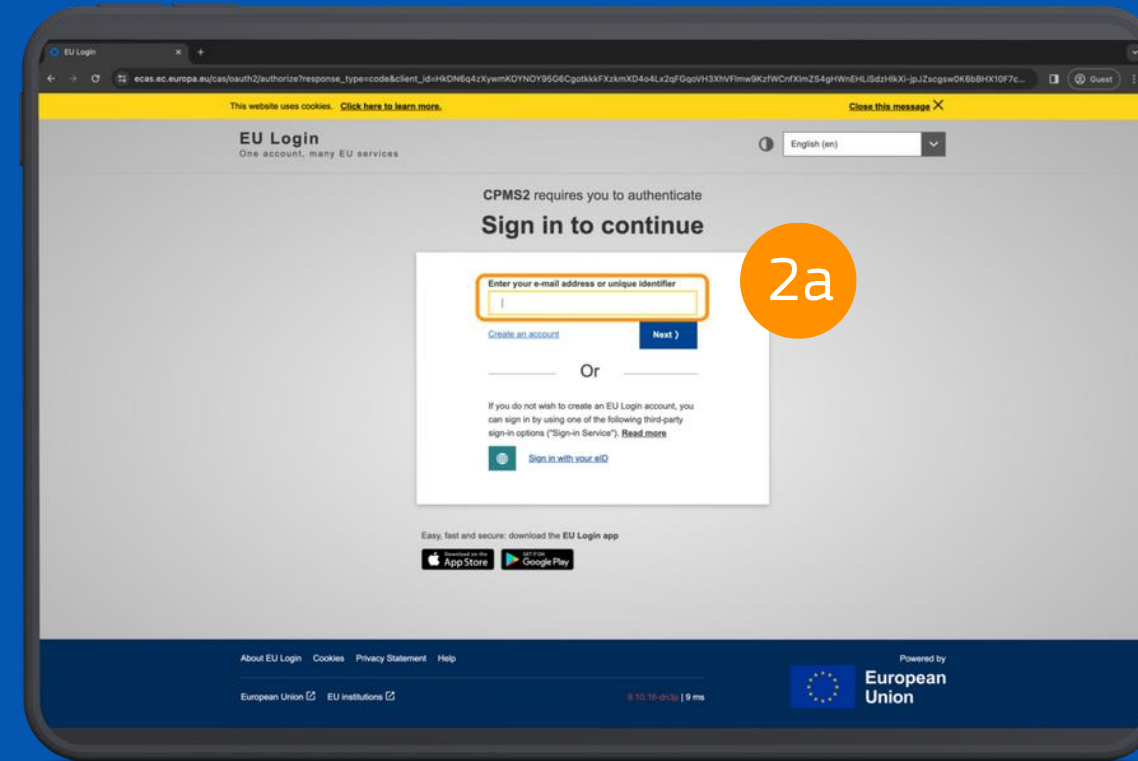 EU Login
ecas.ec.europa.eu/cas/oauth2/authorize?response_type=code&client_id=
Guest
This website uses cookies. Click here to learn more.
Close this message
EU Login
One account, many EU services
English (en)
CPMS2 requires you to authenticate
Sign in to continue
2a
Enter your e-mail address or unique identifier
Create an account
Next
Or
If you do not wish to create an EU Login account, you
can sign in by using one of the following third-party
sign-in options ("Sign-in Service"). Read more
Sign in with your eID
Easy, fast and secure: download the EU Login app
Download on the
App Store
GET IT ON
Google Play
About EU Login Cookies Privacy Statement Help
Powered by
European
Union
European Union EU institutions
| 9 ms